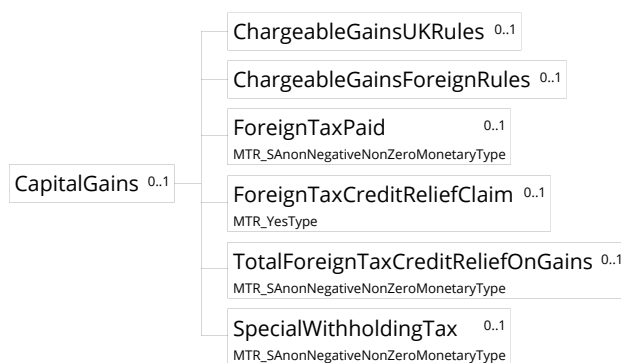 ChargeableGainsUKRules 0..1
ChargeableGainsForeignRules 0..1
ForeignTaxPaid 0..1
MTR_SAnonNegativeNonZeroMonetaryType
CapitalGains 0..1
ForeignTaxCreditReliefClaim 0..1
MTR_YesType
TotalForeignTaxCreditReliefOnGains 0..1
MTR_SAnonNegativeNonZeroMonetaryType
SpecialWithholdingTax 0..1
MTR_SAnonNegativeNonZeroMonetaryType